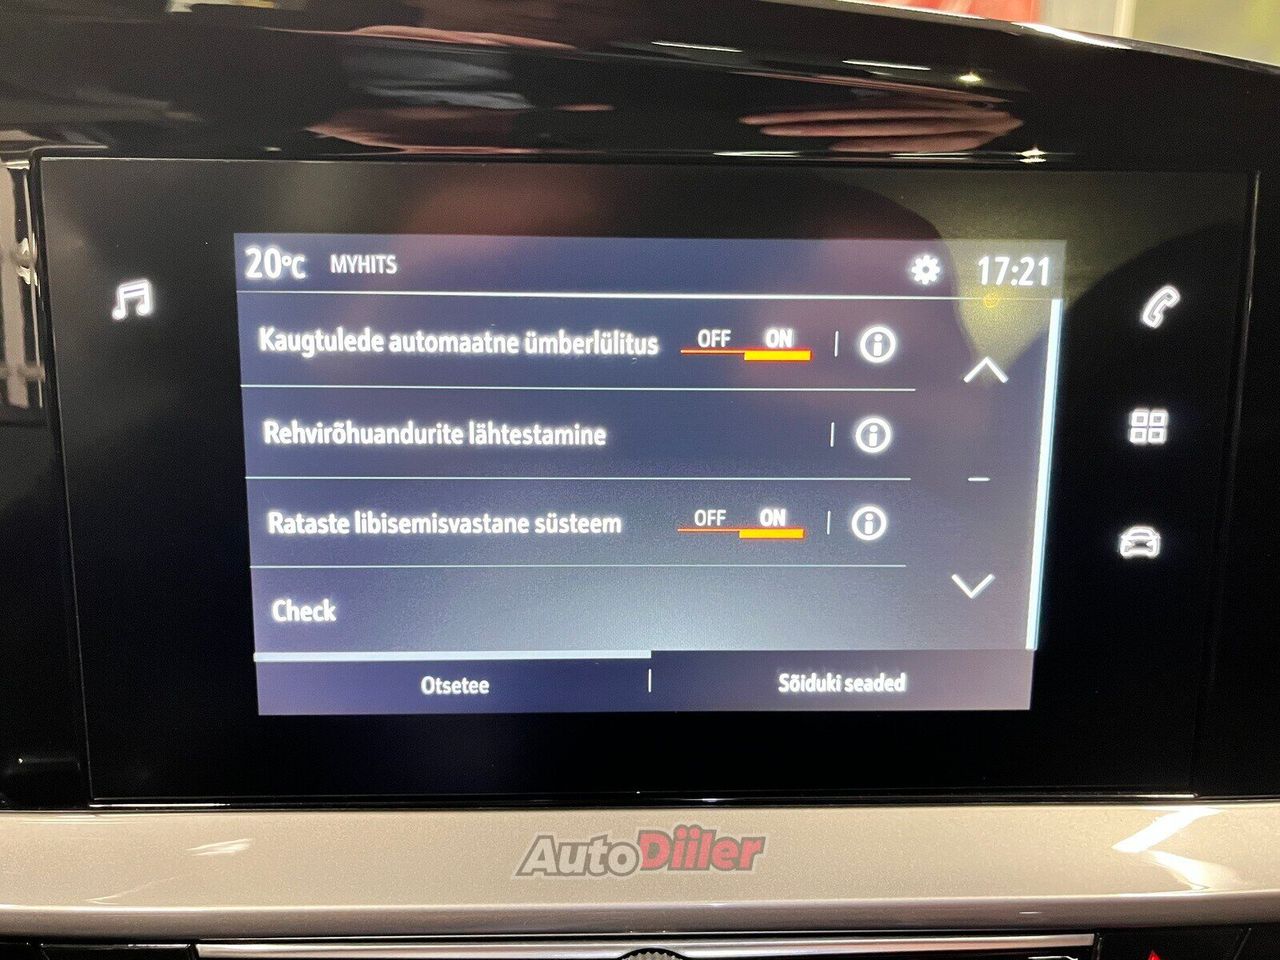 20°C MYHITS 17:21
Kaugtulede automaatne ümberlülitus OFF ON
Rehvirõhuandurite lähtestamine
Rataste libisemisvastane süsteem OFF ON
Check
Otsetee Sõiduki seaded
AutoDiiler